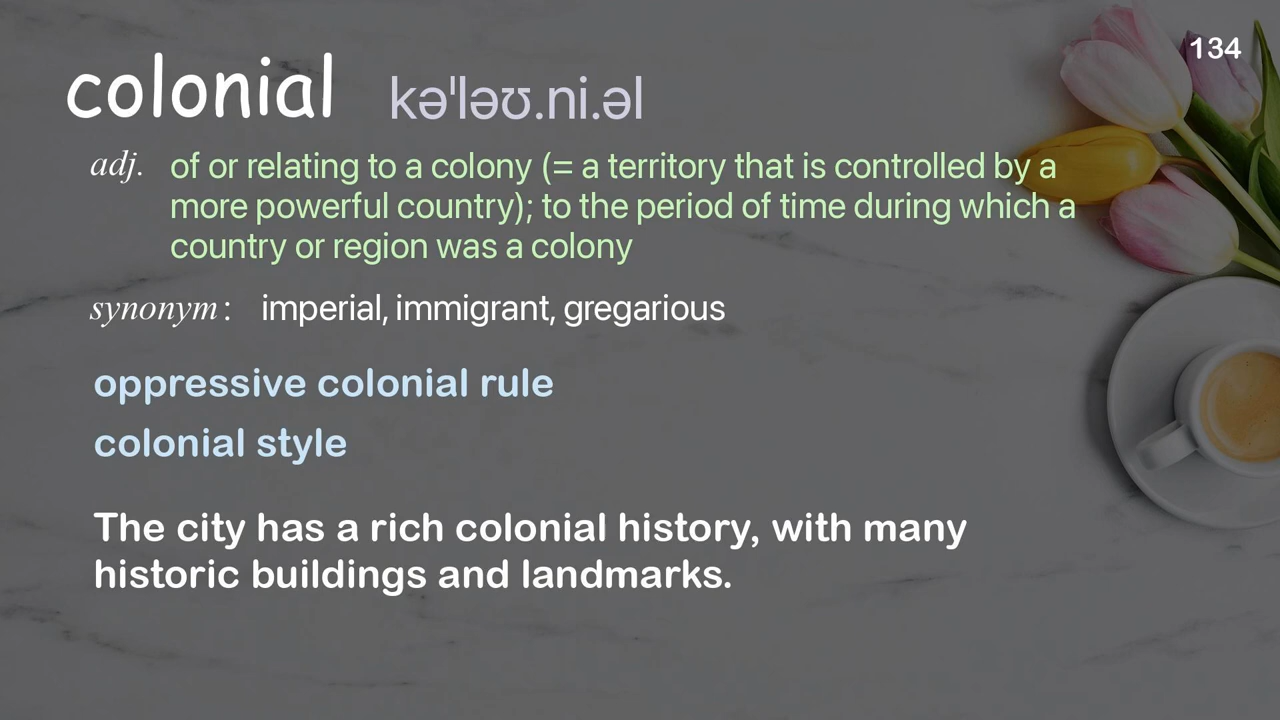 134
colonial kəˈləʊ.ni.əl
adj. of or relating to a colony (= a territory that is controlled by a
more powerful country); to the period of time during which a
country or region was a colony
synonym: imperial, immigrant, gregarious
oppressive colonial rule
colonial style
The city has a rich colonial history, with many
historic buildings and landmarks.